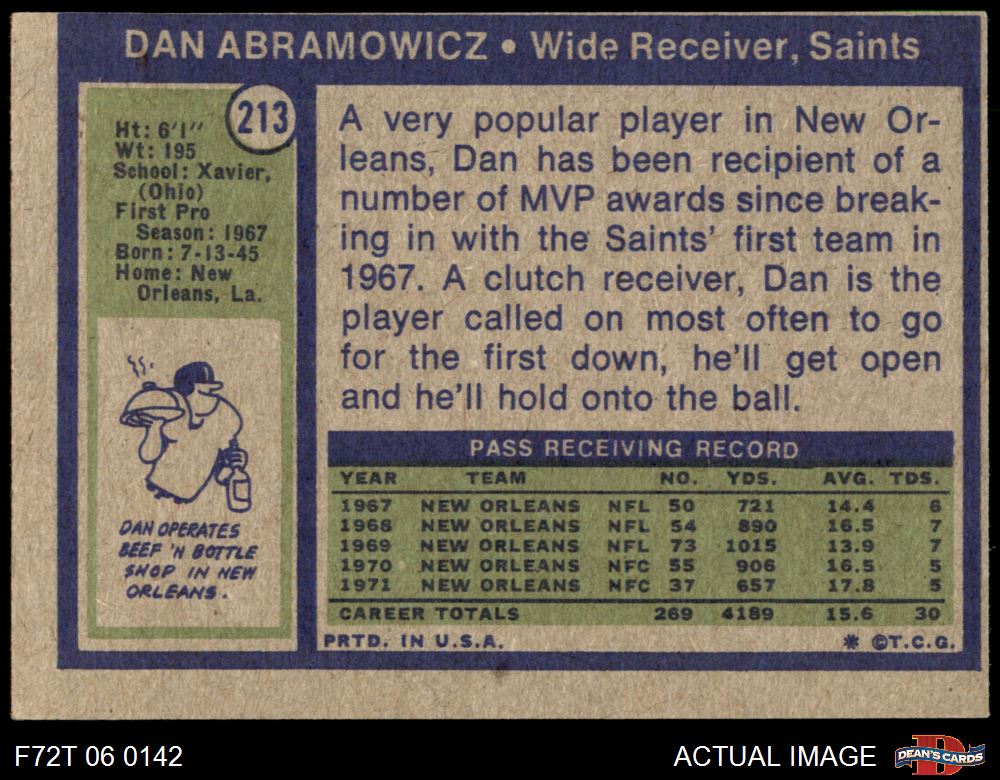 DAN ABRAMOWICZ • Wide Receiver, Saints
213
Ht: 6'1"
Wt: 195
School: Xavier,
(Ohio)
First Pro
Season: 1967
Born: 7-13-45
Home: New
Orleans, La.
DAN OPERATES
BEEF 'N BOTTLE
SHOP IN NEW
ORLEANS.
A very popular player in New Or-
leans, Dan has been recipient of a
number of MVP awards since break-
ing in with the Saints' first team in
1967. A clutch receiver, Dan is the
player called on most often to go
for the first down, he'll get open
and he'll hold onto the ball.
PASS RECEIVING RECORD
YEAR TEAM NO. YDS. AVG. TDS.
1967 NEW ORLEANS NFL 50 721 14.4 6
1968 NEW ORLEANS NFL 54 890 16.5 7
1969 NEW ORLEANS NFL 73 1015 13.9 7
1970 NEW ORLEANS NFC 55 906 16.5 5
1971 NEW ORLEANS NFC 37 657 17.8 5
CAREER TOTALS 269 4189 15.6 30
PRTD. IN U.S.A. * ©T.C.G.
F72T 06 0142 ACTUAL IMAGE
DEAN'S CARDS